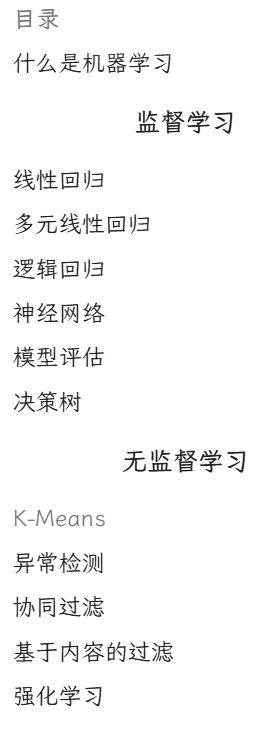 目录
什么是机器学习
监督学习
线性回归
多元线性回归
逻辑回归
神经网络
模型评估
决策树
无监督学习
K-Means
异常检测
协同过滤
基于内容的过滤
强化学习